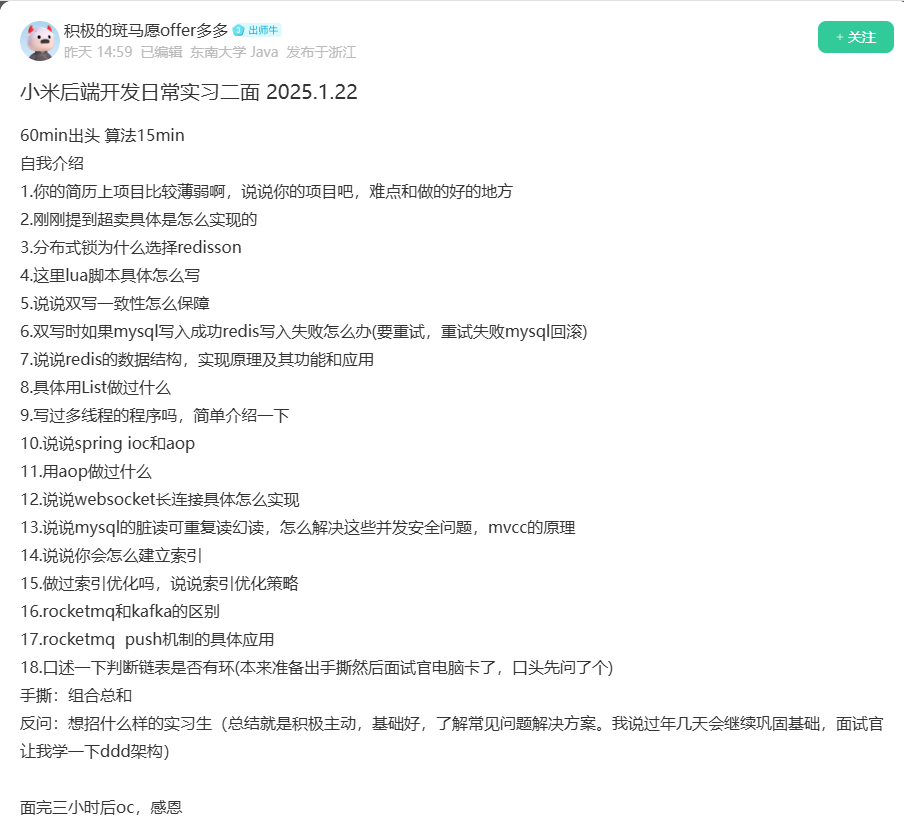 积极的斑马愿offer多多 出师牛
昨天 14:59 已编辑 东南大学 Java 发布于浙江
+ 关注
小米后端开发日常实习二面 2025.1.22
60min出头 算法15min
自我介绍
1.你的简历上项目比较薄弱啊，说说你的项目吧，难点和做的好的地方
2.刚刚提到超卖具体是怎么实现的
3.分布式锁为什么选择redisson
4.这里lua脚本具体怎么写
5.说说双写一致性怎么保障
6.双写时如果mysql写入成功redis写入失败怎么办(要重试，重试失败mysql回滚)
7.说说redis的数据结构，实现原理及其功能和应用
8.具体用List做过什么
9.写过多线程的程序吗，简单介绍一下
10.说说spring ioc和aop
11.用aop做过什么
12.说说websocket长连接具体怎么实现
13.说说mysql的脏读可重复读幻读，怎么解决这些并发安全问题，mvcc的原理
14.说说你会怎么建立索引
15.做过索引优化吗，说说索引优化策略
16.rocketmq和kafka的区别
17.rocketmq  push机制的具体应用
18.口述一下判断链表是否有环(本来准备出手撕然后面试官电脑卡了，口头先问了个)
手撕：组合总和
反问：想招什么样的实习生（总结就是积极主动，基础好，了解常见问题解决方案。我说过年几天会继续巩固基础，面试官
让我学一下ddd架构）
面完三小时后oc，感恩